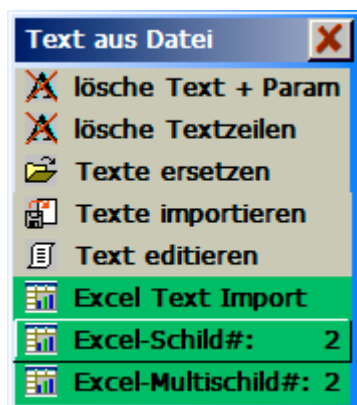 Text aus Datei
lösche Text + Param
lösche Textzeilen
Texte ersetzen
Texte importieren
Text editieren
Excel Text Import
Excel-Schild#: 2
Excel-Multischild#: 2